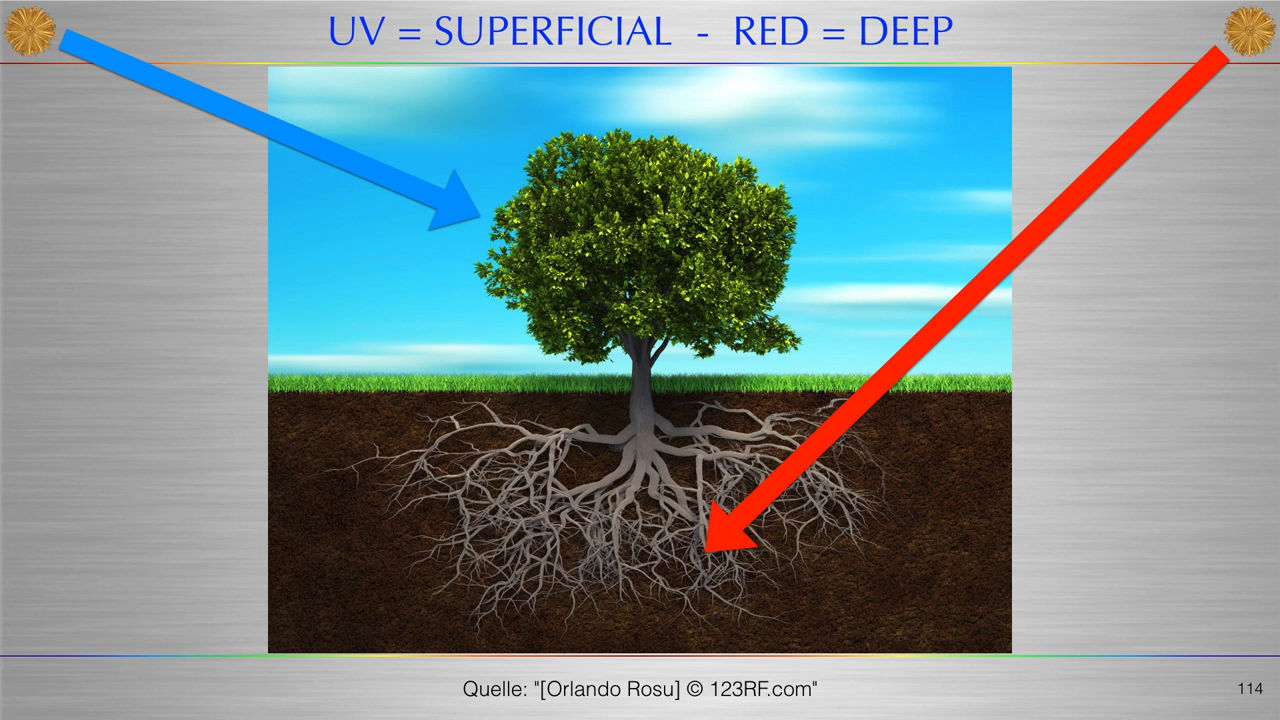 UV = SUPERFICIAL - RED = DEEP
Quelle: "[Orlando Rosu] © 123RF.com"
114